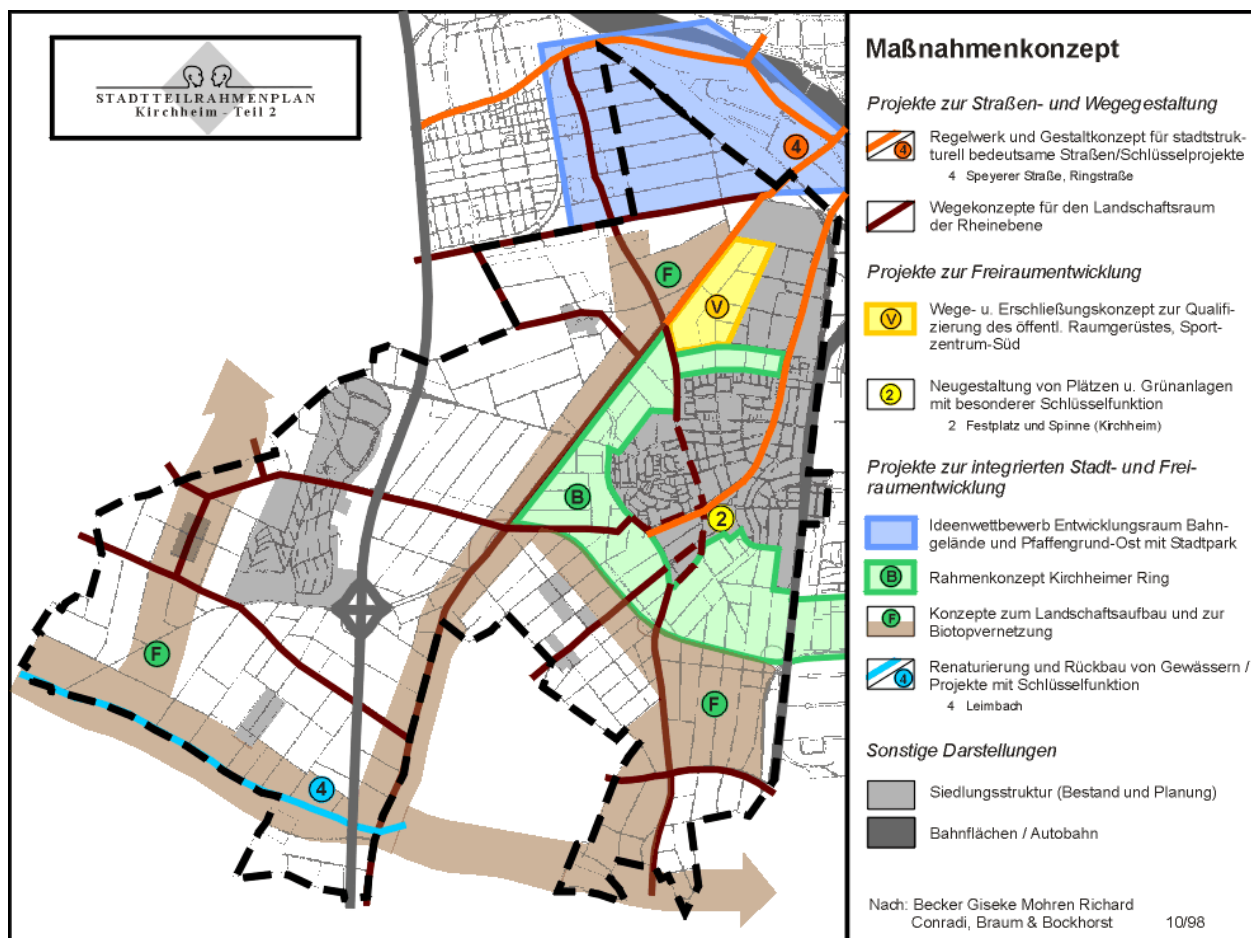 STADTTEILRAHMENPLAN
Kirchheim - Teil 2
4
F
V
B
2
F
F
4
Maßnahmenkonzept
Projekte zur Straßen- und Wegegestaltung
4
Regelwerk und Gestaltkonzept für stadtstruk-
turell bedeutsame Straßen/Schlüsselprojekte
4 Speyerer Straße, Ringstraße
Wegekonzepte für den Landschaftsraum
der Rheinebene
Projekte zur Freiraumentwicklung
V
Wege- u. Erschließungskonzept zur Qualifi-
zierung des öffentl. Raumgerüstes, Sport-
zentrum-Süd
2
Neugestaltung von Plätzen u. Grünanlagen
mit besonderer Schlüsselfunktion
2 Festplatz und Spinne (Kirchheim)
Projekte zur integrierten Stadt- und Frei-
raumentwicklung
Ideenwettbewerb Entwicklungsraum Bahn-
gelände und Pfaffengrund-Ost mit Stadtpark
B
Rahmenkonzept Kirchheimer Ring
F
Konzepte zum Landschaftsaufbau und zur
Biotopvernetzung
4
Renaturierung und Rückbau von Gewässern /
Projekte mit Schlüsselfunktion
4 Leimbach
Sonstige Darstellungen
Siedlungsstruktur (Bestand und Planung)
Bahnflächen / Autobahn
Nach: Becker Giseke Mohren Richard
Conradi, Braum & Bockhorst 10/98